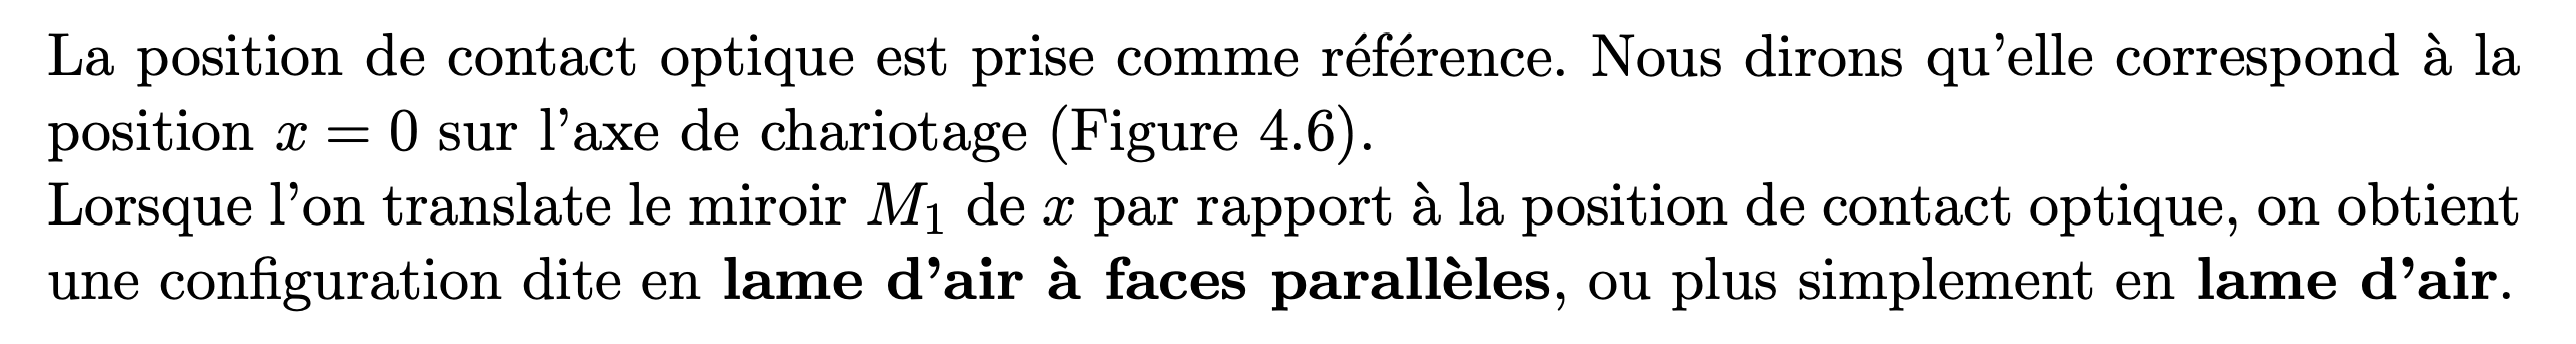 La position de contact optique est prise comme référence. Nous dirons qu’elle correspond à la
position x = 0 sur l’axe de chariotage (Figure 4.6).
Lorsque l’on translate le miroir M₁ de x par rapport à la position de contact optique, on obtient
une configuration dite en lame d’air à faces parallèles, ou plus simplement en lame d’air.